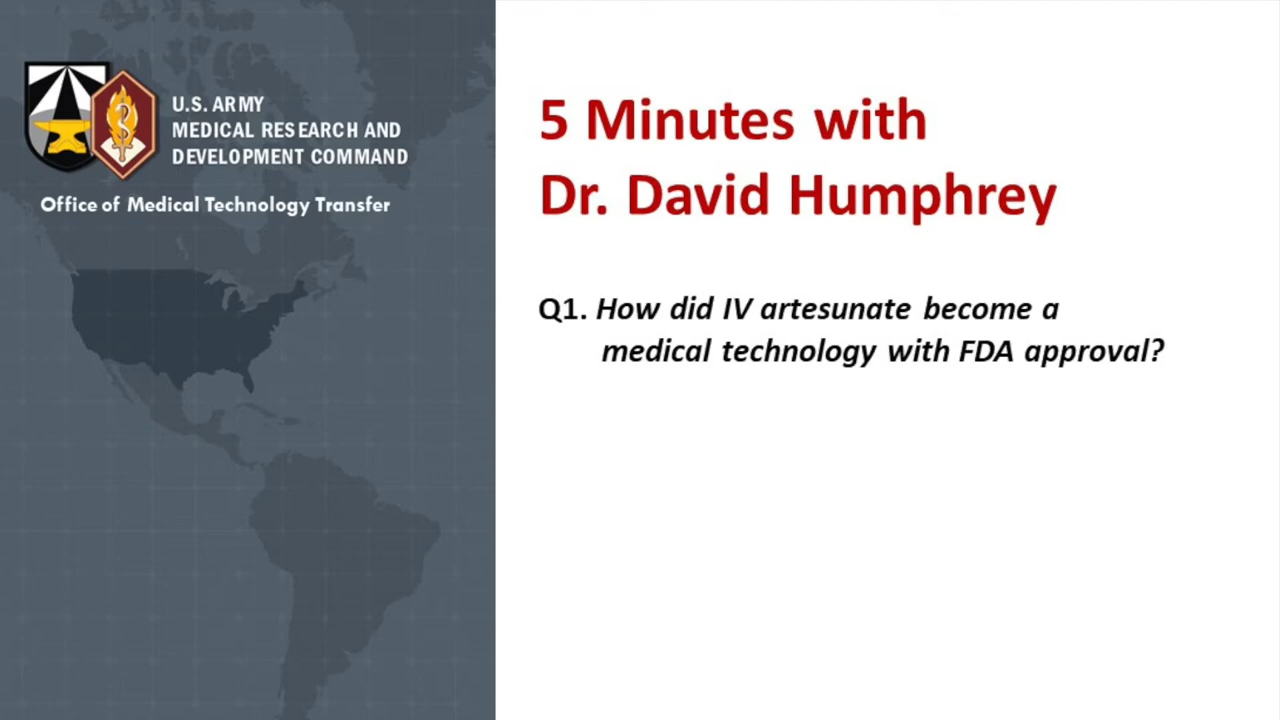 U.S. ARMY
MEDICAL RESEARCH AND
DEVELOPMENT COMMAND
Office of Medical Technology Transfer
5 Minutes with
Dr. David Humphrey
Q1. How did IV artesunate become a
medical technology with FDA approval?